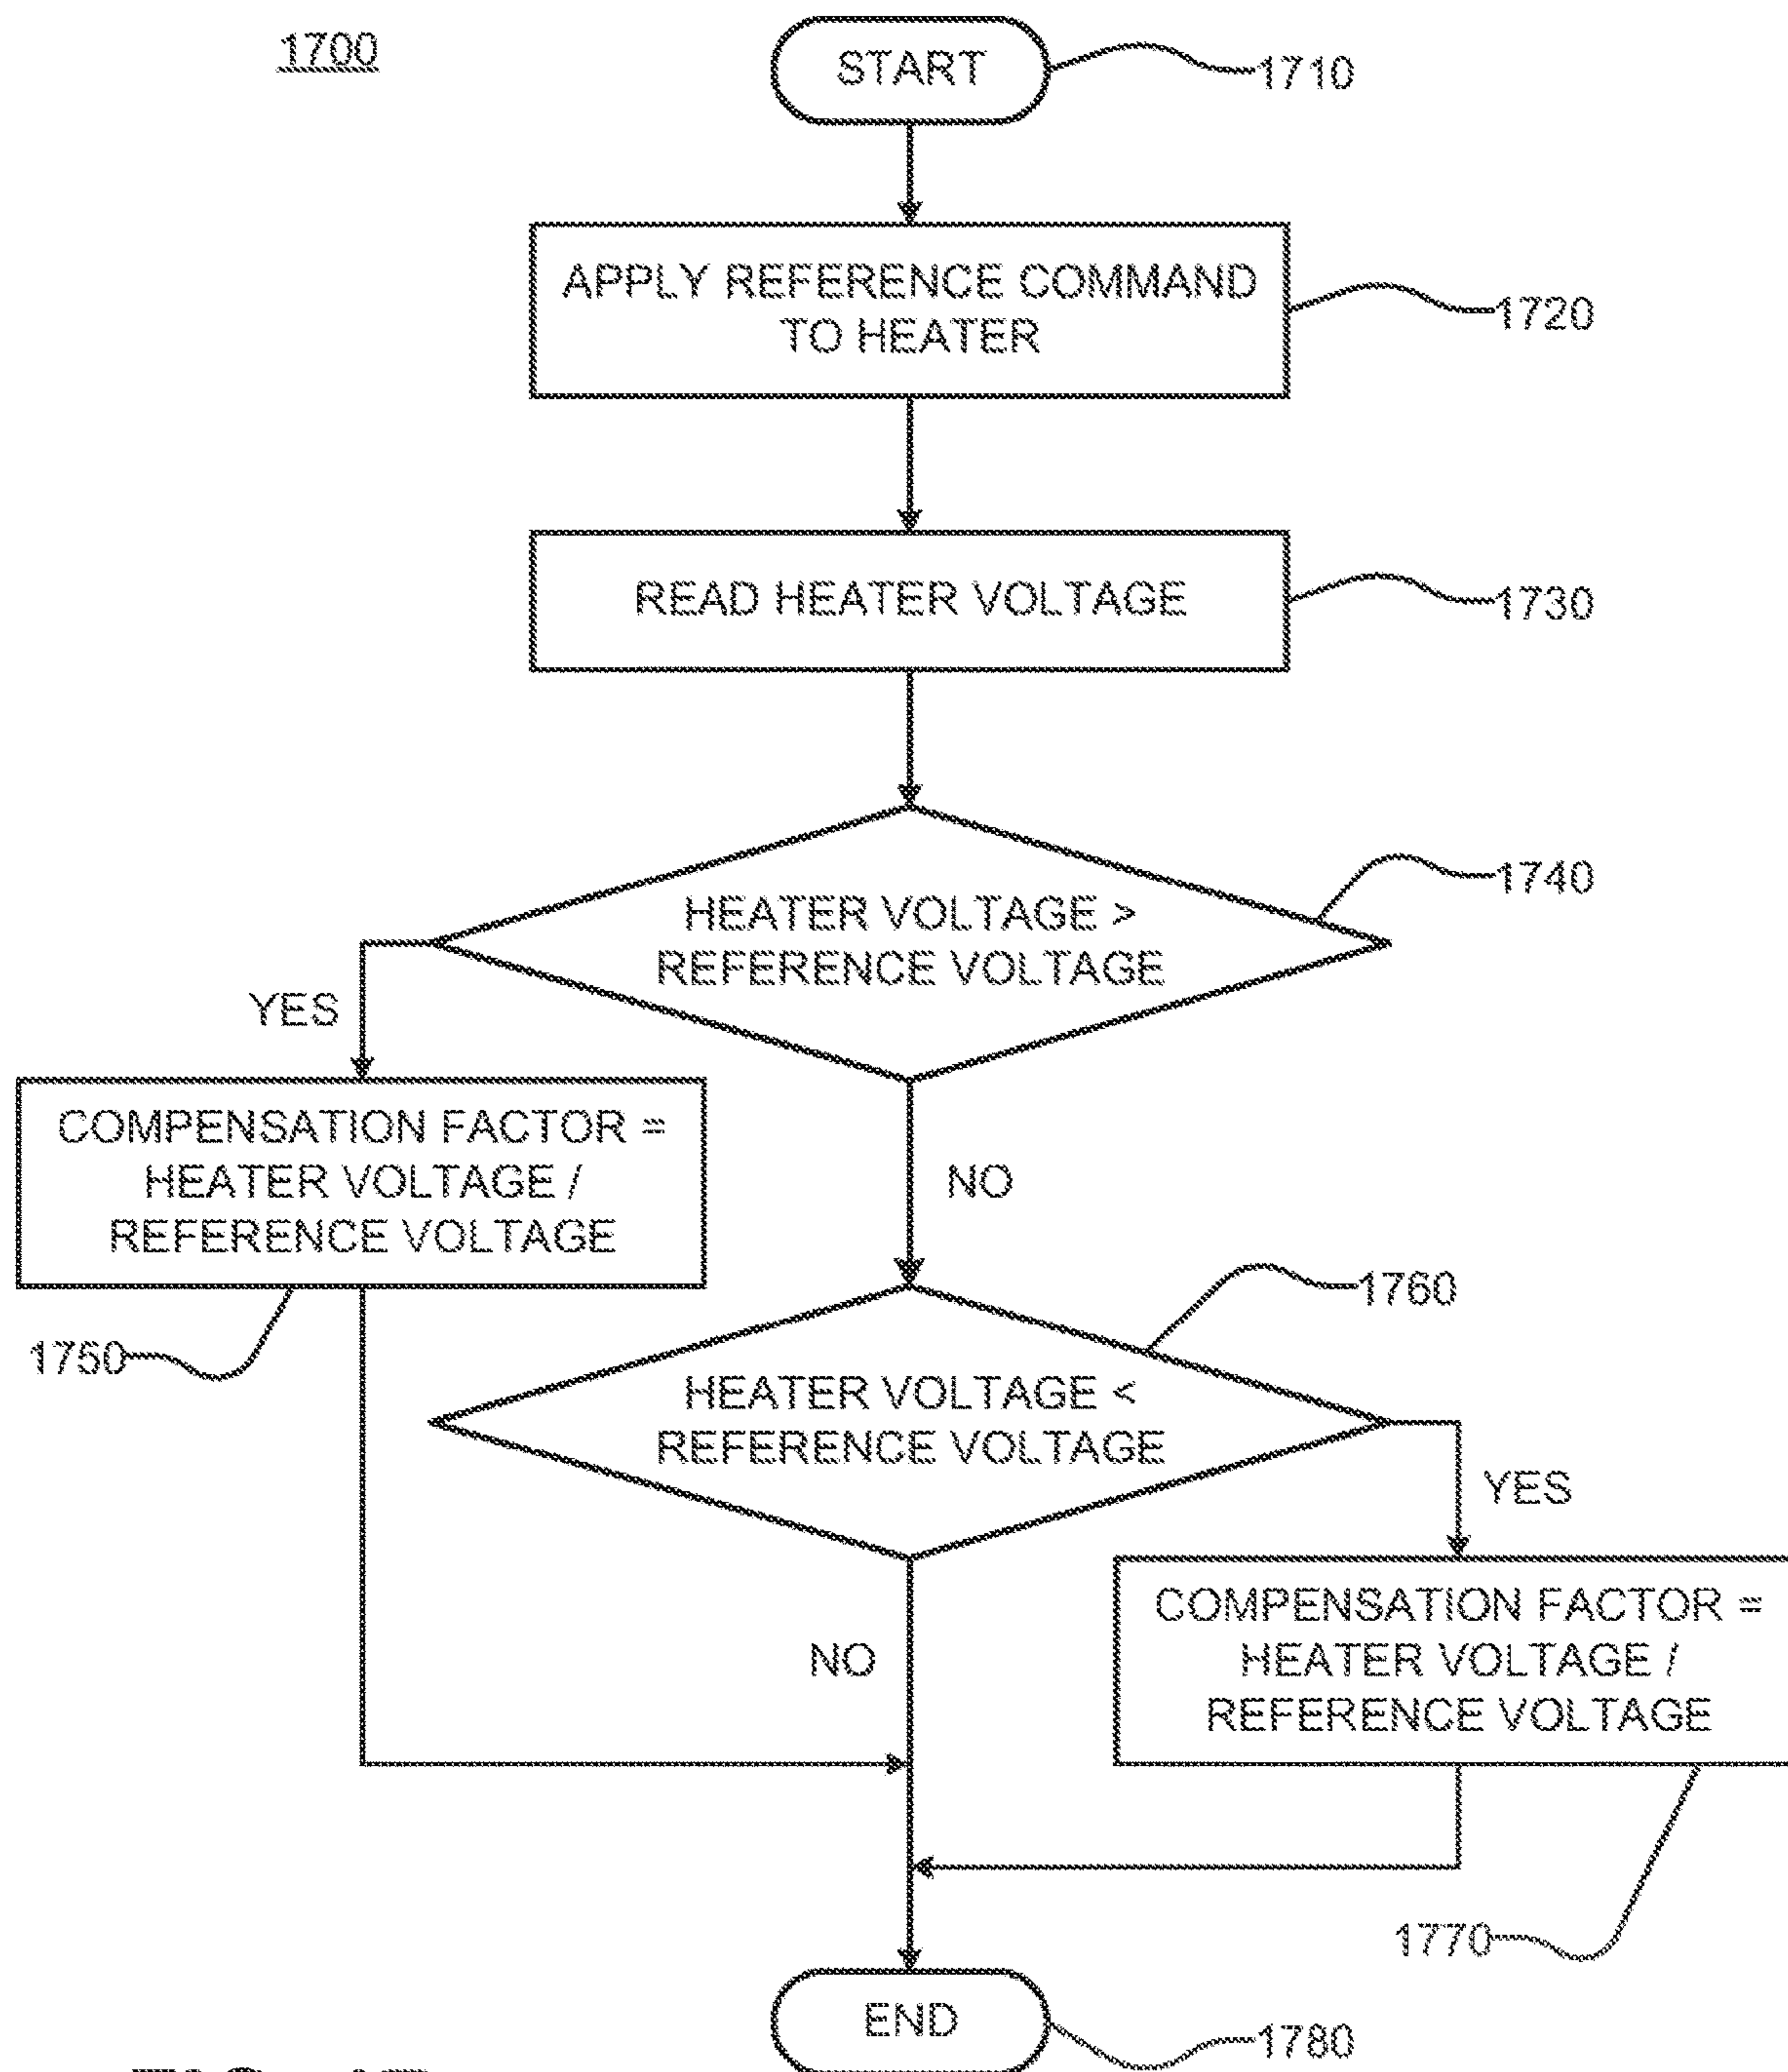 1700
START
1710
APPLY REFERENCE COMMAND
TO HEATER
1720
READ HEATER VOLTAGE
1730
HEATER VOLTAGE >
REFERENCE VOLTAGE
1740
YES
COMPENSATION FACTOR =
HEATER VOLTAGE /
REFERENCE VOLTAGE
1750
NO
1760
HEATER VOLTAGE <
REFERENCE VOLTAGE
YES
NO
COMPENSATION FACTOR =
HEATER VOLTAGE /
REFERENCE VOLTAGE
1770
END
1780